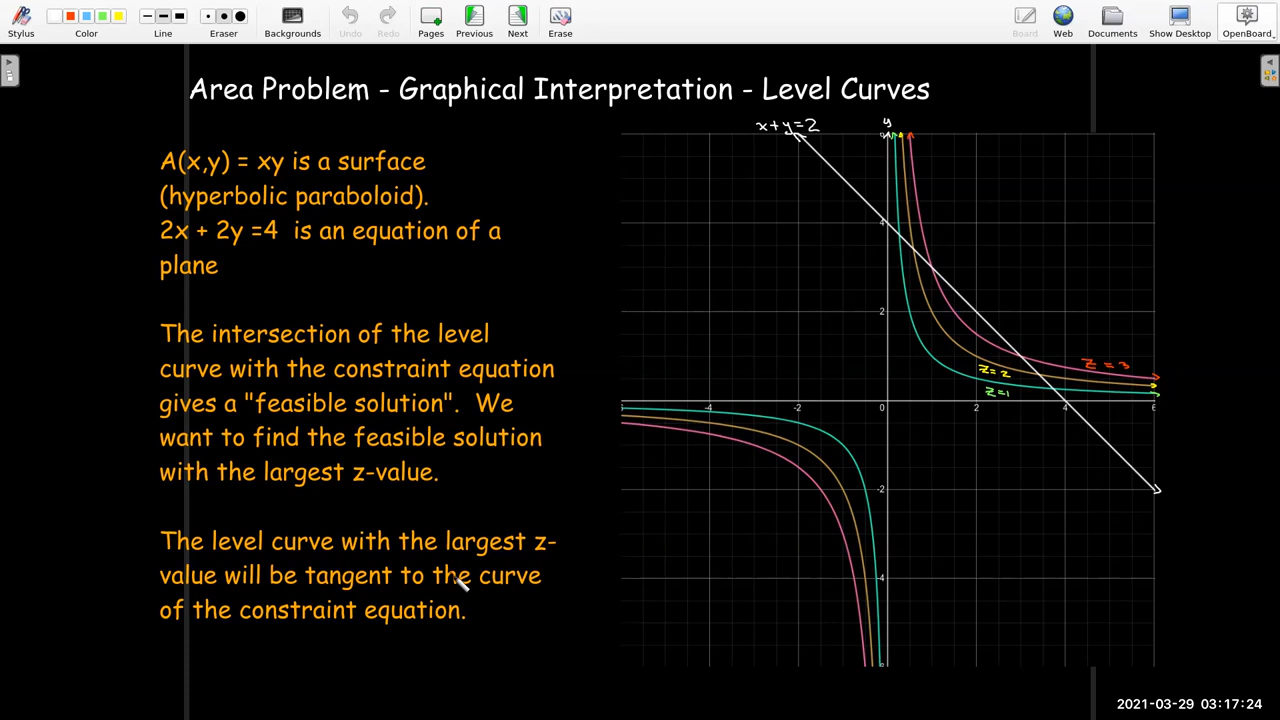 Stylus Color Line Eraser Backgrounds Undo Redo Pages Previous Next Erase Board Web Documents Show Desktop OpenBoard
Area Problem - Graphical Interpretation - Level Curves
A(x,y) = xy is a surface
(hyperbolic paraboloid).
2x + 2y =4  is an equation of a
plane
The intersection of the level
curve with the constraint equation
gives a "feasible solution".  We
want to find the feasible solution
with the largest z-value.
The level curve with the largest z-
value will be tangent to the curve
of the constraint equation.
x+y=2
y
4
2
z=3
z=2
z=1
-4 -2 0 2 4 6
-2
-4
2021-03-29 03:17:24